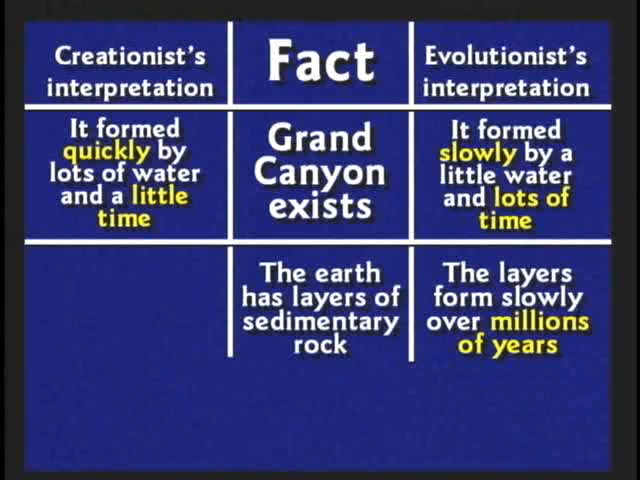 Creationist's
interpretation
Fact
Evolutionist's
interpretation
It formed
quickly by
lots of water
and a little
time
Grand
Canyon
exists
It formed
slowly by a
little water
and lots of
time
The earth
has layers of
sedimentary
rock
The layers
form slowly
over millions
of years